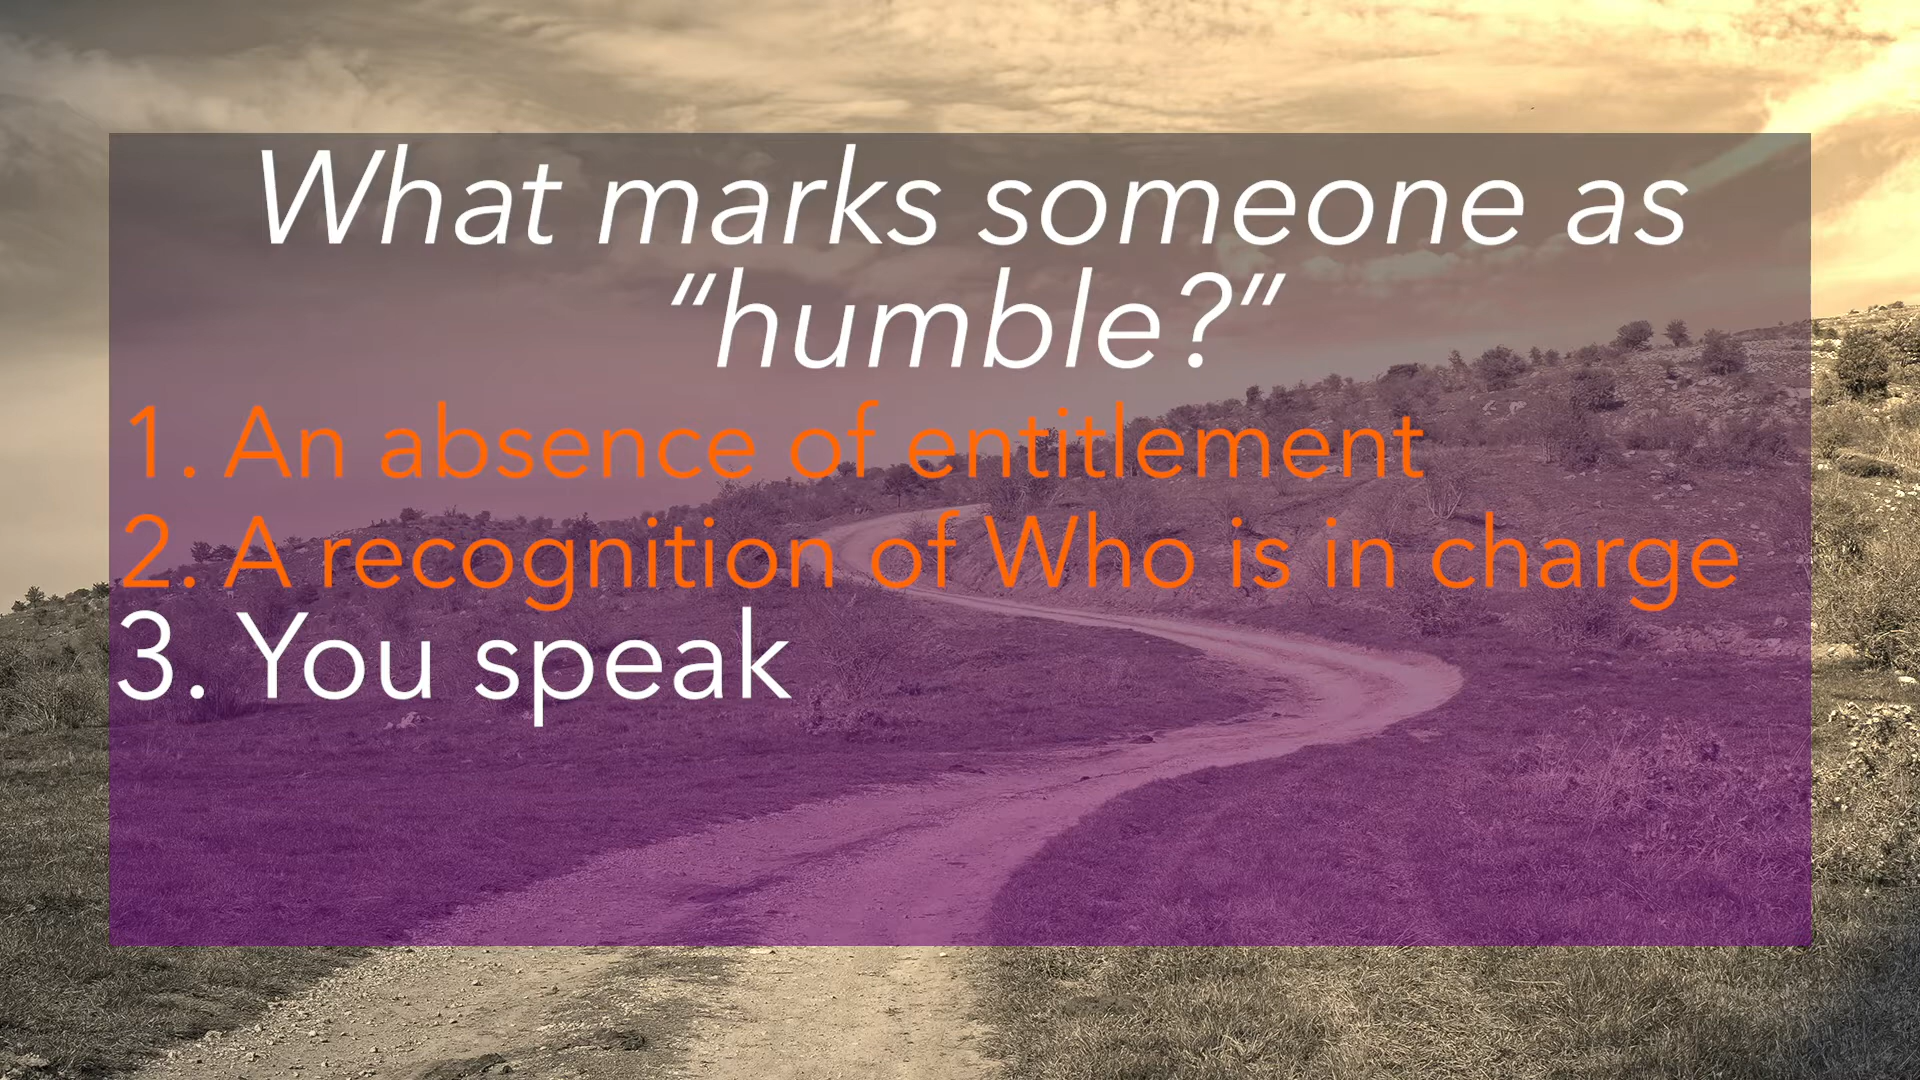 What marks someone as
“humble?”
1. An absence of entitlement
2. A recognition of Who is in charge
3. You speak